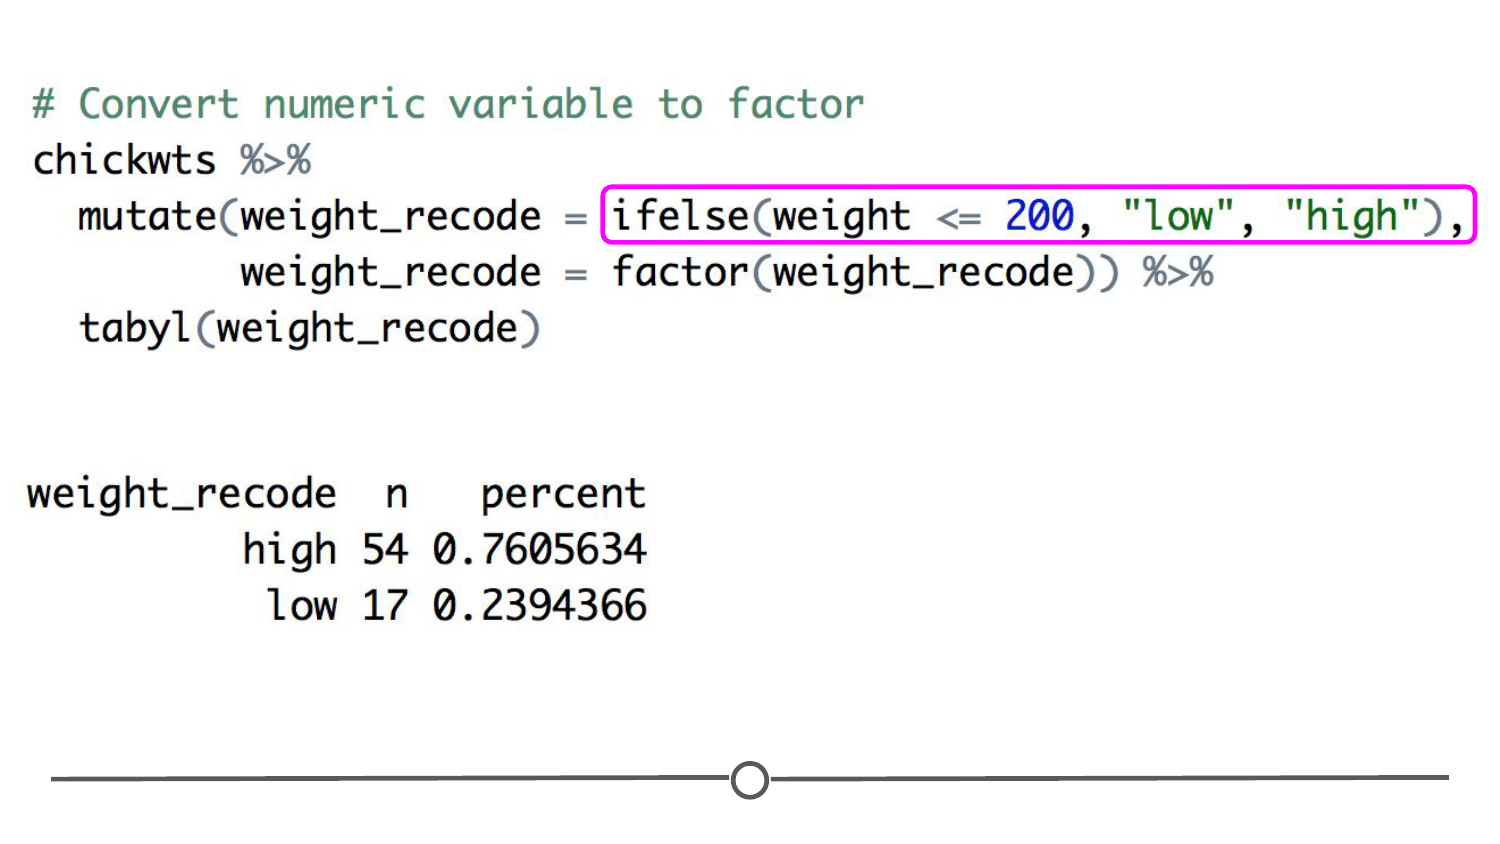 # Convert numeric variable to factor
chickwts %>%
  mutate(weight_recode = ifelse(weight <= 200, "low", "high"),
         weight_recode = factor(weight_recode)) %>%
  tabyl(weight_recode)
weight_recode  n   percent
         high 54 0.7605634
          low 17 0.2394366